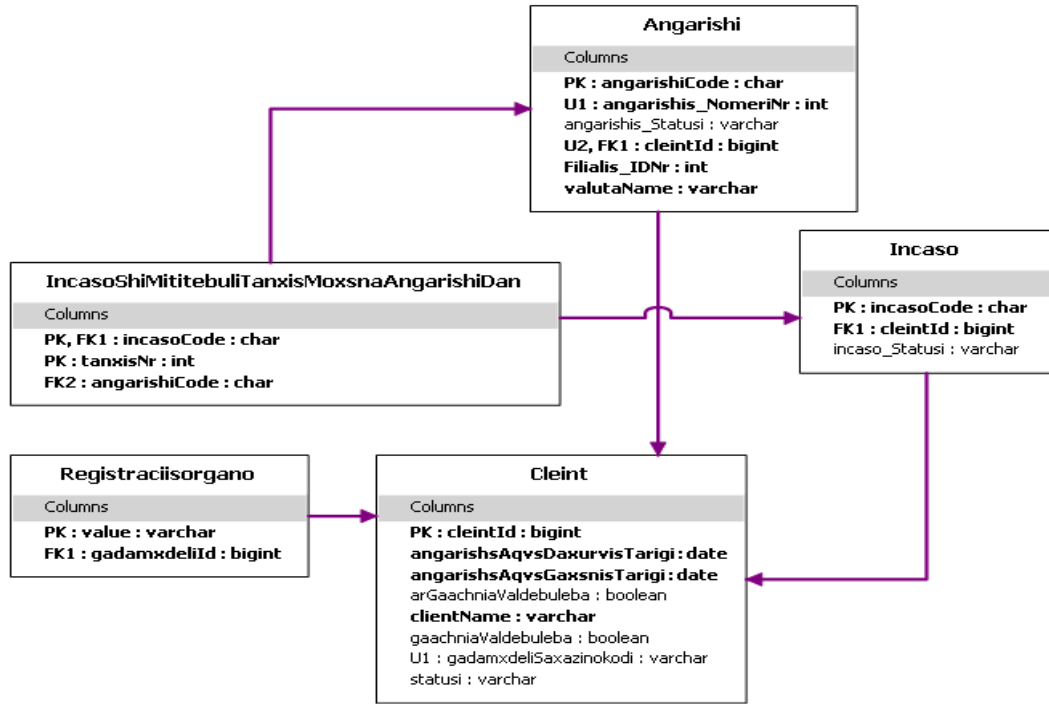 Angarishi
Columns
PK : angarishiCode : char
U1 : angarishis_NomeriNr : int
angarishis_Statusi : varchar
U2, FK1 : cleintId : bigint
Filialis_IDNr : int
valutaName : varchar
Incaso
Columns
PK : incasoCode : char
FK1 : cleintId : bigint
incaso_Statusi : varchar
IncasoShiMititebuliTanxisMoxsnaAngarishiDan
Columns
PK, FK1 : incasoCode : char
PK : tanxisNr : int
FK2 : angarishiCode : char
Registraciisorgano
Columns
PK : value : varchar
FK1 : gadamxdeliId : bigint
Cleint
Columns
PK : cleintId : bigint
angarishsAqvsDaxurvisTarigi : date
angarishsAqvsGaxsnisTarigi : date
arGaachniaValdebuleba : boolean
clientName : varchar
gaachniaValdebuleba : boolean
U1 : gadamxdeliSaxazinokodi : varchar
statusi : varchar